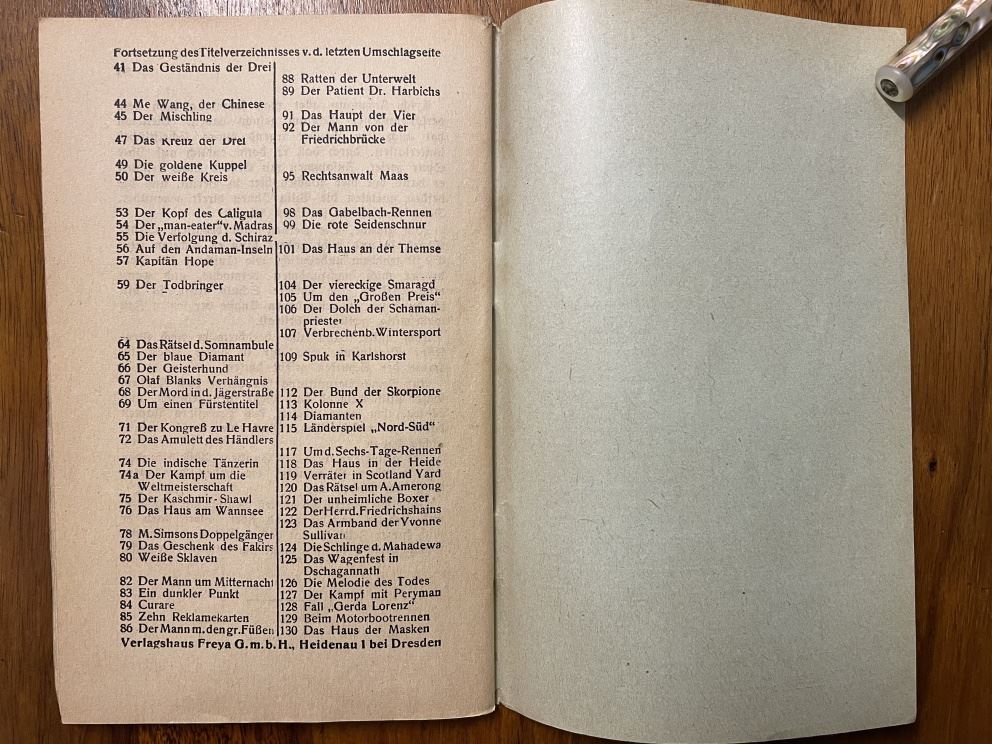 Fortsetzung des Titelverzeichnisses v. d. letzten Umschlagseite
41 Das Geständnis der Drei
44 Me Wang, der Chinese
45 Der Mischling
47 Das Kreuz der Drei
49 Die goldene Kuppel
50 Der weiße Kreis
53 Der Kopf des Caligula
54 Der „man-eater“ v. Madras
55 Die Verfolgung d. Schiraz
56 Auf den Andaman-Inseln
57 Kapitän Hope
59 Der Todbringer
64 Das Rätsel d. Somnambule
65 Der blaue Diamant
66 Der Geisterhund
67 Olaf Blanks Verhängnis
68 Der Mord in d. Jägerstraße
69 Um einen Fürstentitel
71 Der Kongreß zu Le Havre
72 Das Amulett des Händlers
74 Die indische Tänzerin
74a Der Kampf um die
Weltmeisterschaft
75 Der Kaschmir-Shawl
76 Das Haus am Wannsee
78 M. Simsons Doppelgänger
79 Das Geschenk des Fakirs
80 Weiße Sklaven
82 Der Mann um Mitternacht
83 Ein dunkler Punkt
84 Curare
85 Zehn Reklamekarten
86 Der Mann m. den gr. Füßen
88 Ratten der Unterwelt
89 Der Patient Dr. Harbichs
91 Das Haupt der Vier
92 Der Mann von der
Friedrichbrücke
95 Rechtsanwalt Maas
98 Das Gabelbach-Rennen
99 Die rote Seidenschnur
101 Das Haus an der Themse
104 Der viereckige Smaragd
105 Um den „Großen Preis“
106 Der Dolch der Schaman-
priester
107 Verbrechen b. Wintersport
109 Spuk in Karlshorst
112 Der Bund der Skorpione
113 Kolonne X
114 Diamanten
115 Länderspiel „Nord-Süd“
117 Um d. Sechs-Tage-Rennen
118 Das Haus in der Heide
119 Verräter in Scotland Yard
120 Das Rätsel um A. Amerong
121 Der unheimliche Boxer
122 Der Herr d. Friedrichshains
123 Das Armband der Yvonne
Sullivan
124 Die Schlinge d. Mahadewa
125 Das Wagenfest in
Dschagannath
126 Die Melodie des Todes
127 Der Kampf mit Peryman
128 Fall „Gerda Lorenz“
129 Beim Motorbootrennen
130 Das Haus der Masken
Verlagshaus Freya G. m. b. H., Heidenau 1 bei Dresden